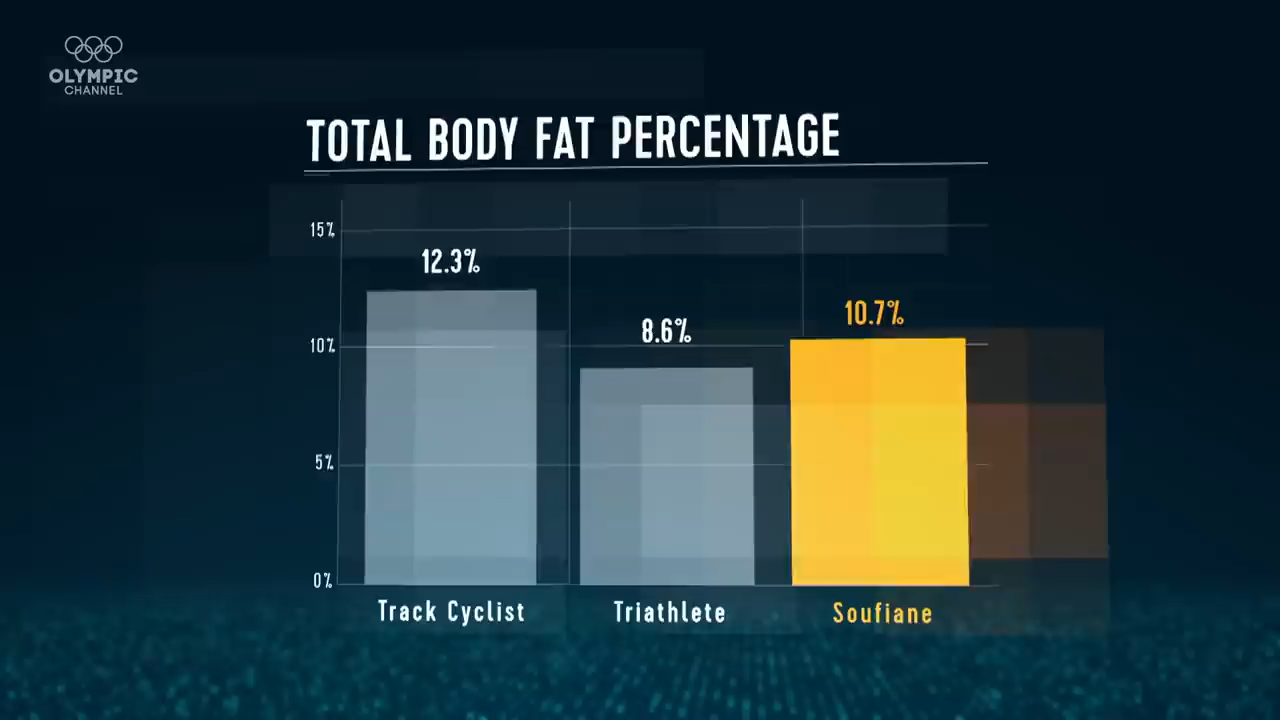 OLYMPIC
CHANNEL
TOTAL BODY FAT PERCENTAGE
15%
12.3%
10.7%
8.6%
10%
5%
0%
Track Cyclist Triathlete Soufiane